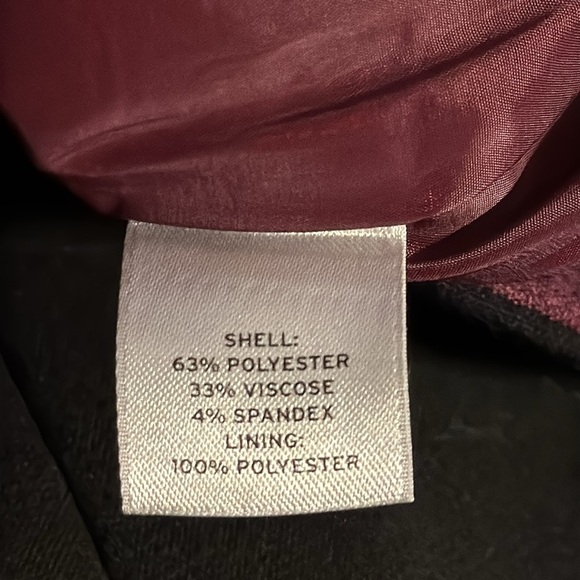 SHELL:
63% POLYESTER
33% VISCOSE
4% SPANDEX
LINING:
100% POLYESTER